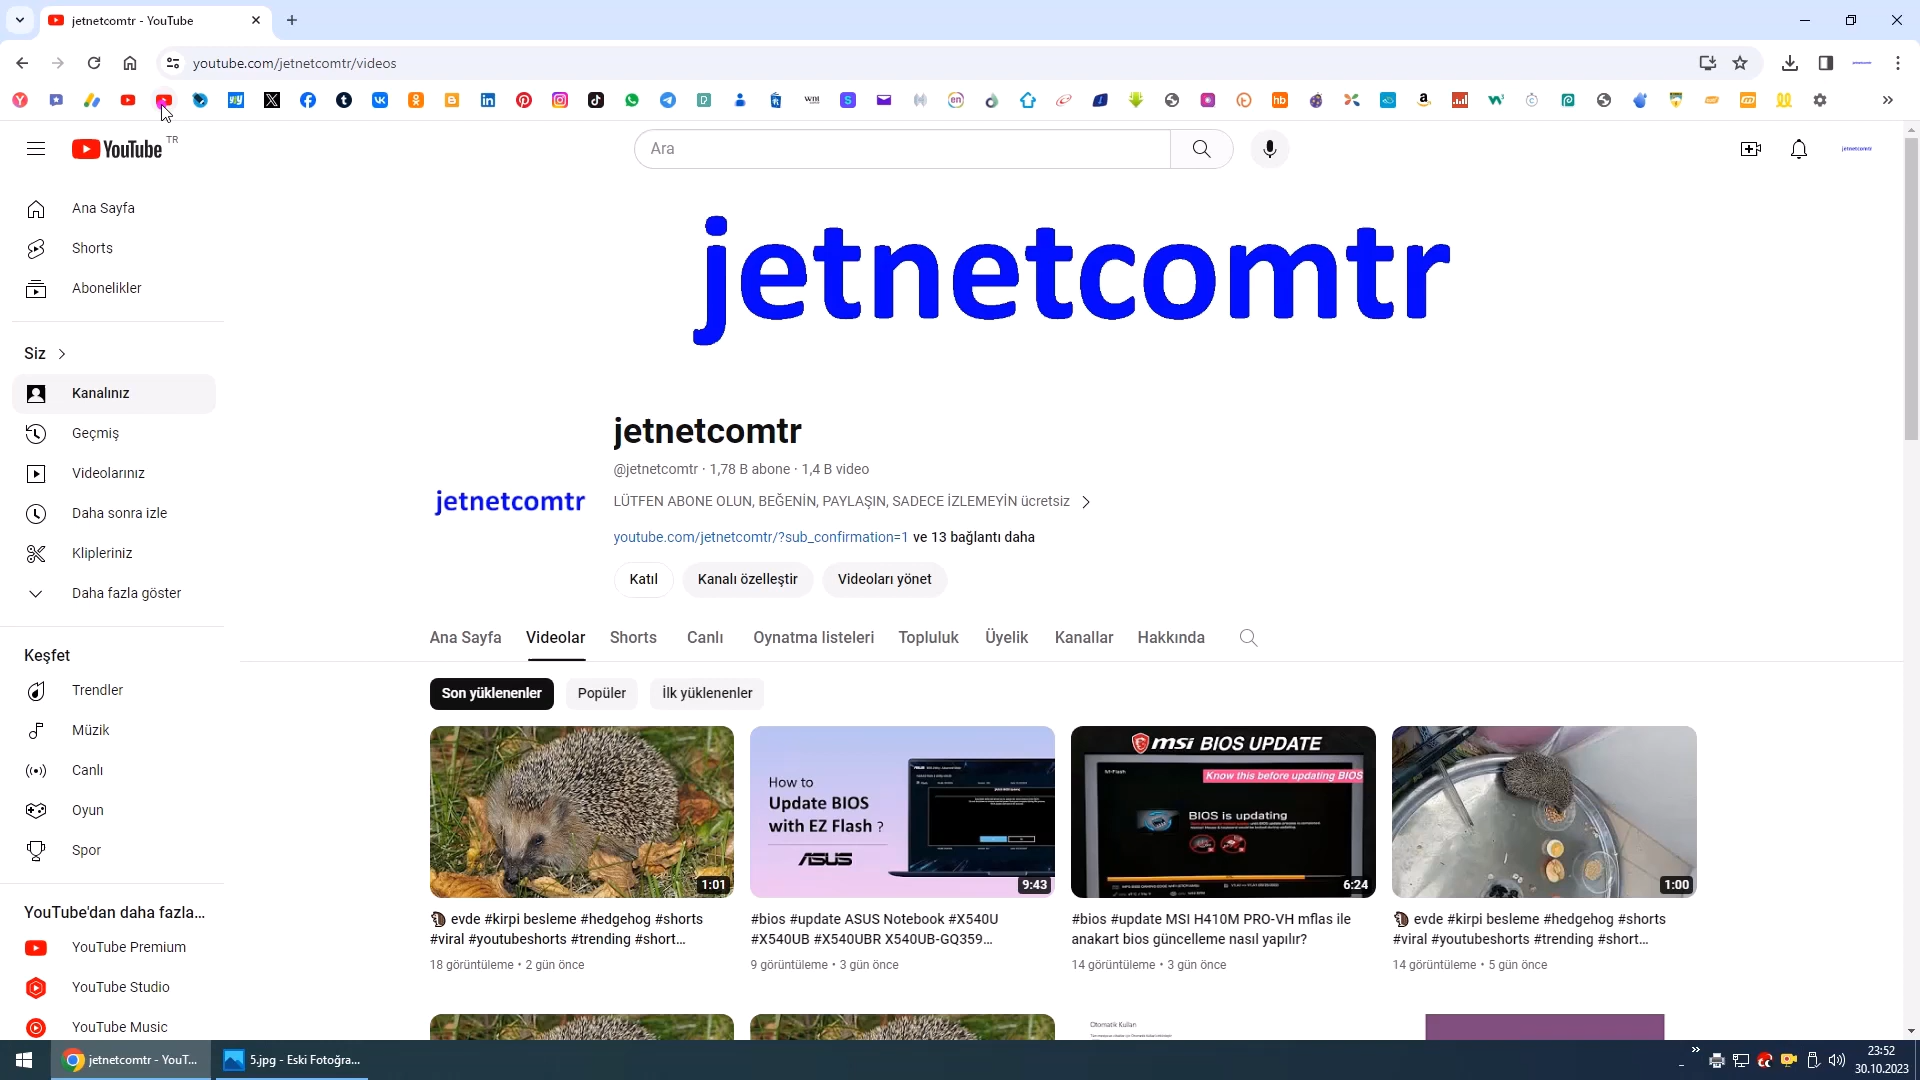 jetnetcomtr - YouTube
youtube.com/jetnetcomtr/videos
YouTube TR
Ara
jetnetcomtr
Ana Sayfa
Shorts
Abonelikler
Siz
Kanalınız
Geçmiş
Videolarınız
Daha sonra izle
Klipleriniz
Daha fazla göster
Keşfet
Trendler
Müzik
Canlı
Oyun
Spor
YouTube'dan daha fazla...
YouTube Premium
YouTube Studio
YouTube Music
jetnetcomtr
jetnetcomtr
jetnetcomtr
@jetnetcomtr · 1,78 B abone · 1,4 B video
LÜTFEN ABONE OLUN, BEĞENİN, PAYLAŞIN, SADECE İZLEMEYİN ücretsiz
youtube.com/jetnetcomtr/?sub_confirmation=1 ve 13 bağlantı daha
Katıl Kanalı özelleştir Videoları yönet
Ana Sayfa Videolar Shorts Canlı Oynatma listeleri Topluluk Üyelik Kanallar Hakkında
Son yüklenenler Popüler İlk yüklenenler
1:01
evde #kirpi besleme #hedgehog #shorts
#viral #youtubeshorts #trending #short...
18 görüntüleme • 2 gün önce
How to
Update BIOS
with EZ Flash ?
ASUS
9:43
#bios #update ASUS Notebook #X540U
#X540UB #X540UBR X540UB-GQ359...
9 görüntüleme • 3 gün önce
msi BIOS UPDATE
Know this before updating BIOS
BIOS is updating
6:24
#bios #update MSI H410M PRO-VH mflas ile
anakart bios güncelleme nasıl yapılır?
14 görüntüleme • 3 gün önce
1:00
evde #kirpi besleme #hedgehog #shorts
#viral #youtubeshorts #trending #short...
14 görüntüleme • 5 gün önce
Otomatik Kullan
jetnetcomtr - YouT...
5.jpg - Eski Fotoğra...
23:52
30.10.2023